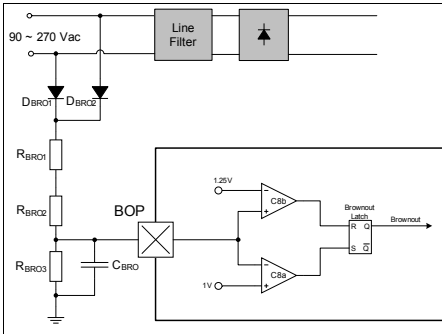 90 ~ 270 Vac
Line
Filter
DBRO1
DBRO2
RBRO1
RBRO2
BOP
RBRO3
CBRO
1.25V
−
+
C8b
−
+
C8a
1V
Brownout
Latch
R Q
S Q̅
Brownout